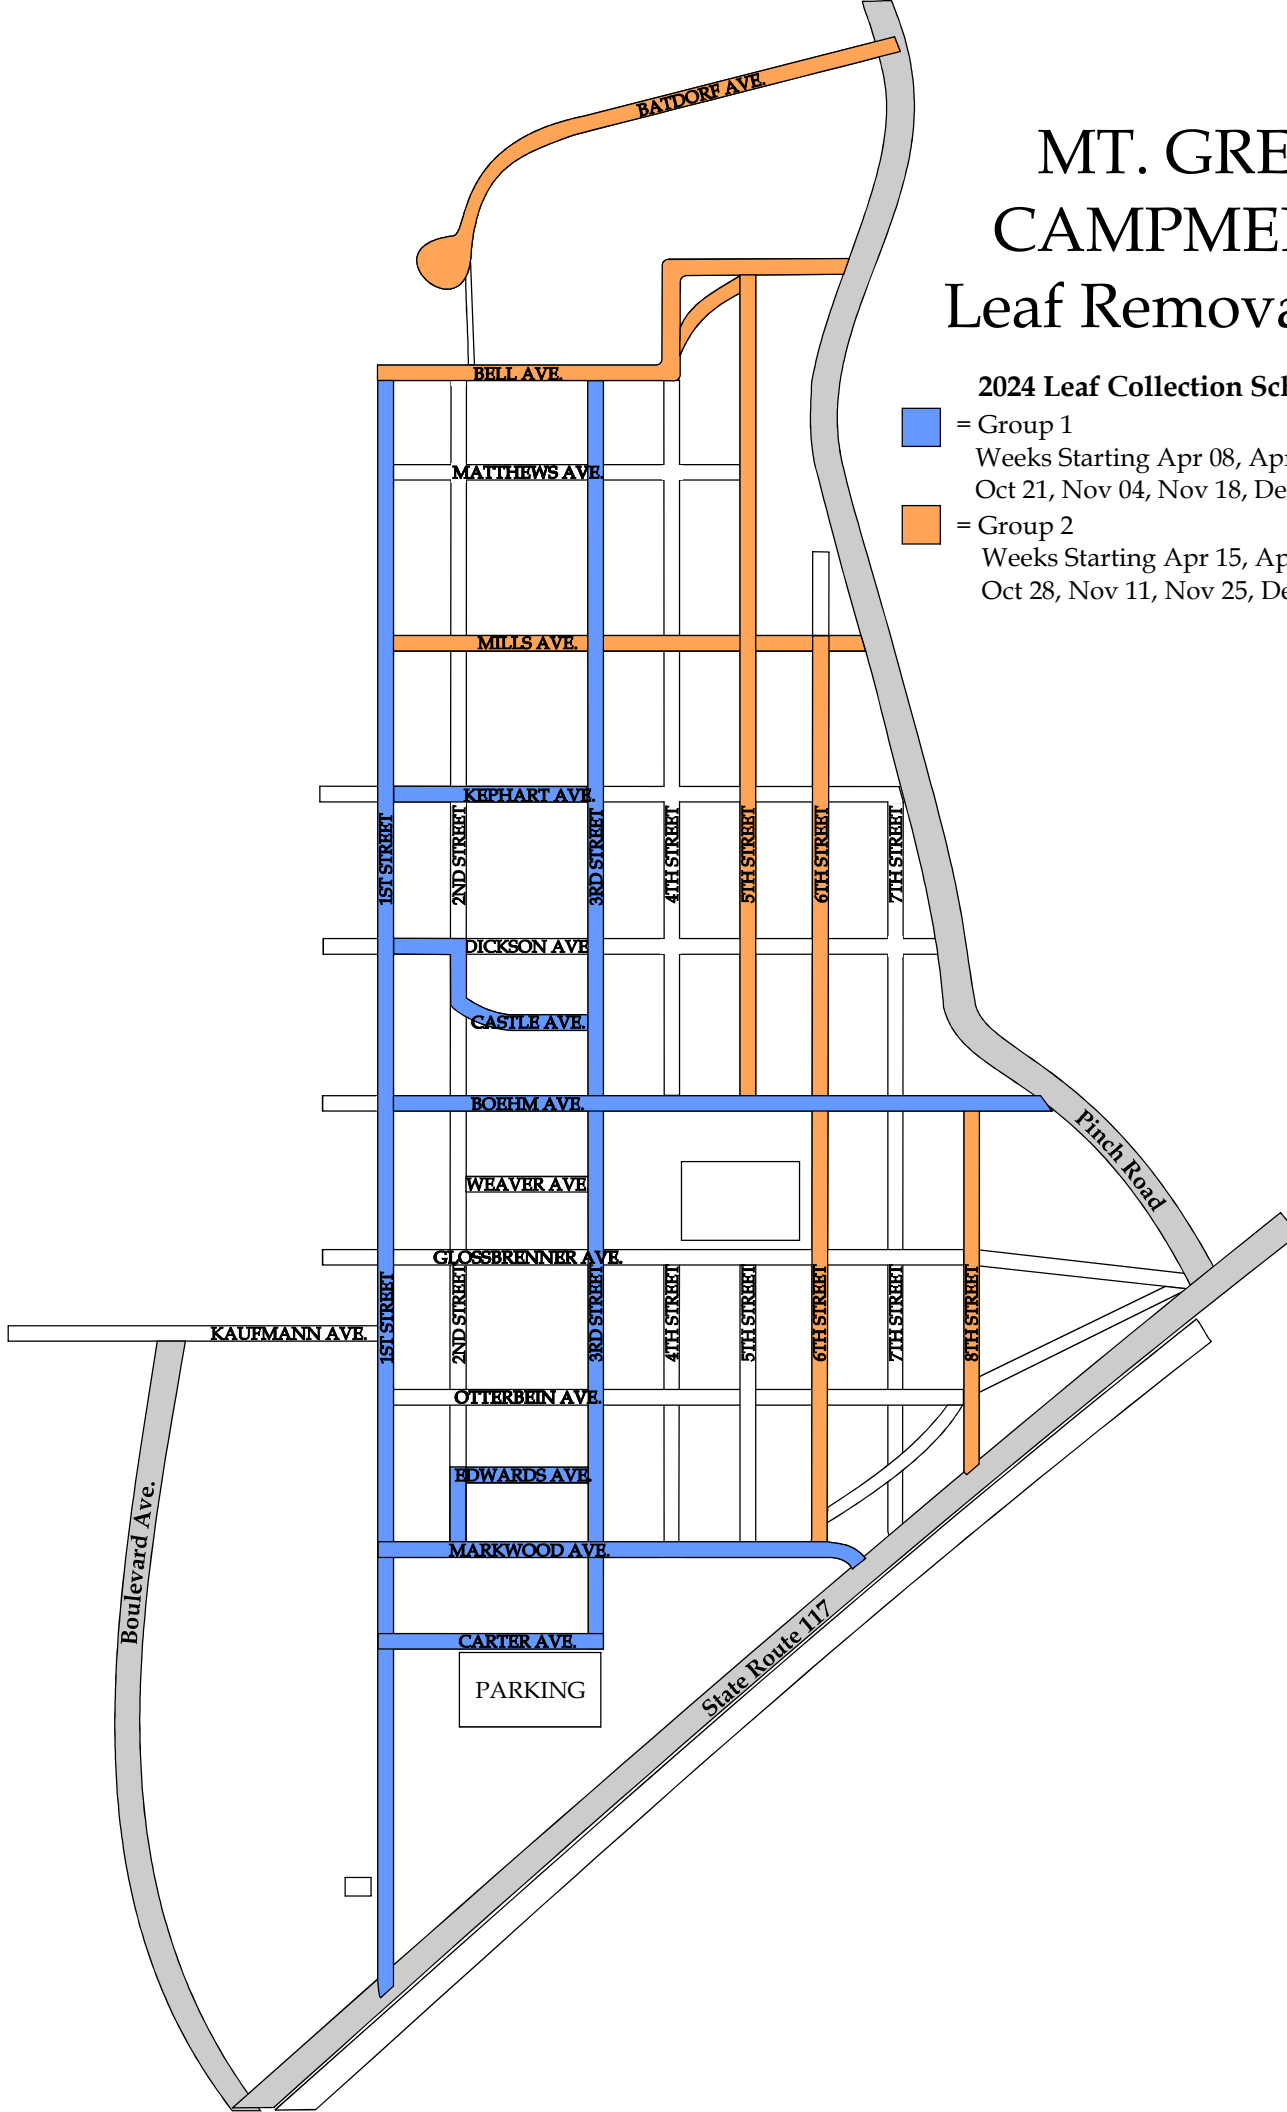 BATDORF AVE.
MT. GRE
CAMPME
Leaf Remova
BELL AVE.
2024 Leaf Collection Sc
= Group 1
MATTHEWS AVE.
Weeks Starting Apr 08, Apr
Oct 21, Nov 04, Nov 18, De
= Group 2
Weeks Starting Apr 15, Ap
Oct 28, Nov 11, Nov 25, De
MILLS AVE.
KEPHART AVE.
1ST STREET
2ND STREET
3RD STREET
4TH STREET
5TH STREET
6TH STREET
7TH STREET
DICKSON AVE
CASTLE AVE.
BOEHM AVE.
Pinch Road
WEAVER AVE
GLOSSBRENNER AVE.
1ST STREET
2ND STREET
3RD STREET
4TH STREET
5TH STREET
6TH STREET
7TH STREET
8TH STREET
KAUFMANN AVE.
OTTERBEIN AVE.
EDWARDS AVE.
Boulevard Ave.
MARKWOOD AVE.
CARTER AVE.
State Route 117
PARKING